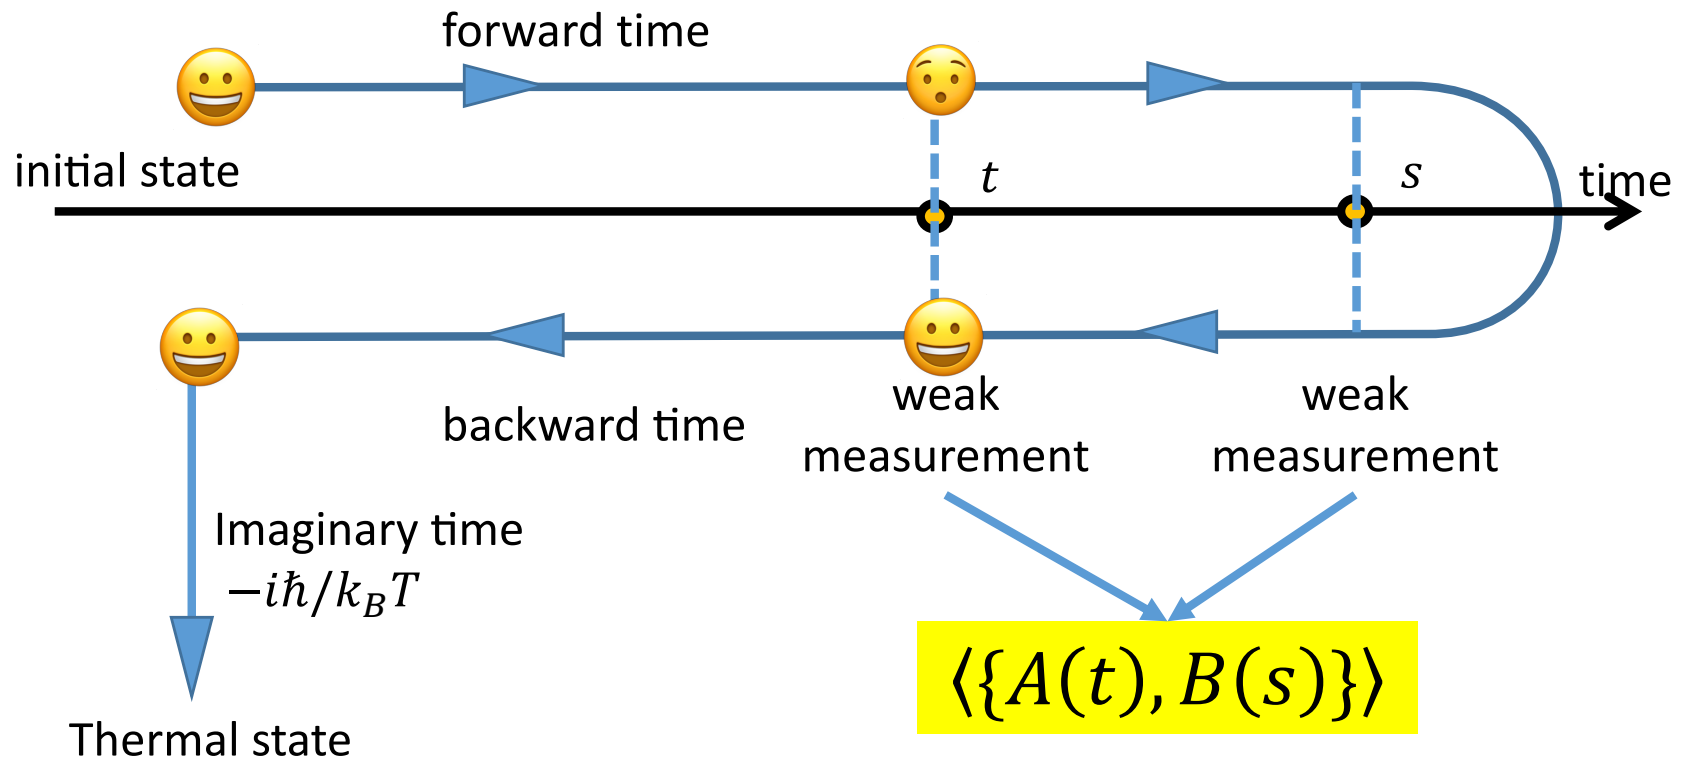 forward time
initial state
t
s
time
backward time
weak
measurement
weak
measurement
Imaginary time
−iℏ/k_BT
Thermal state
⟨{A(t), B(s)}⟩